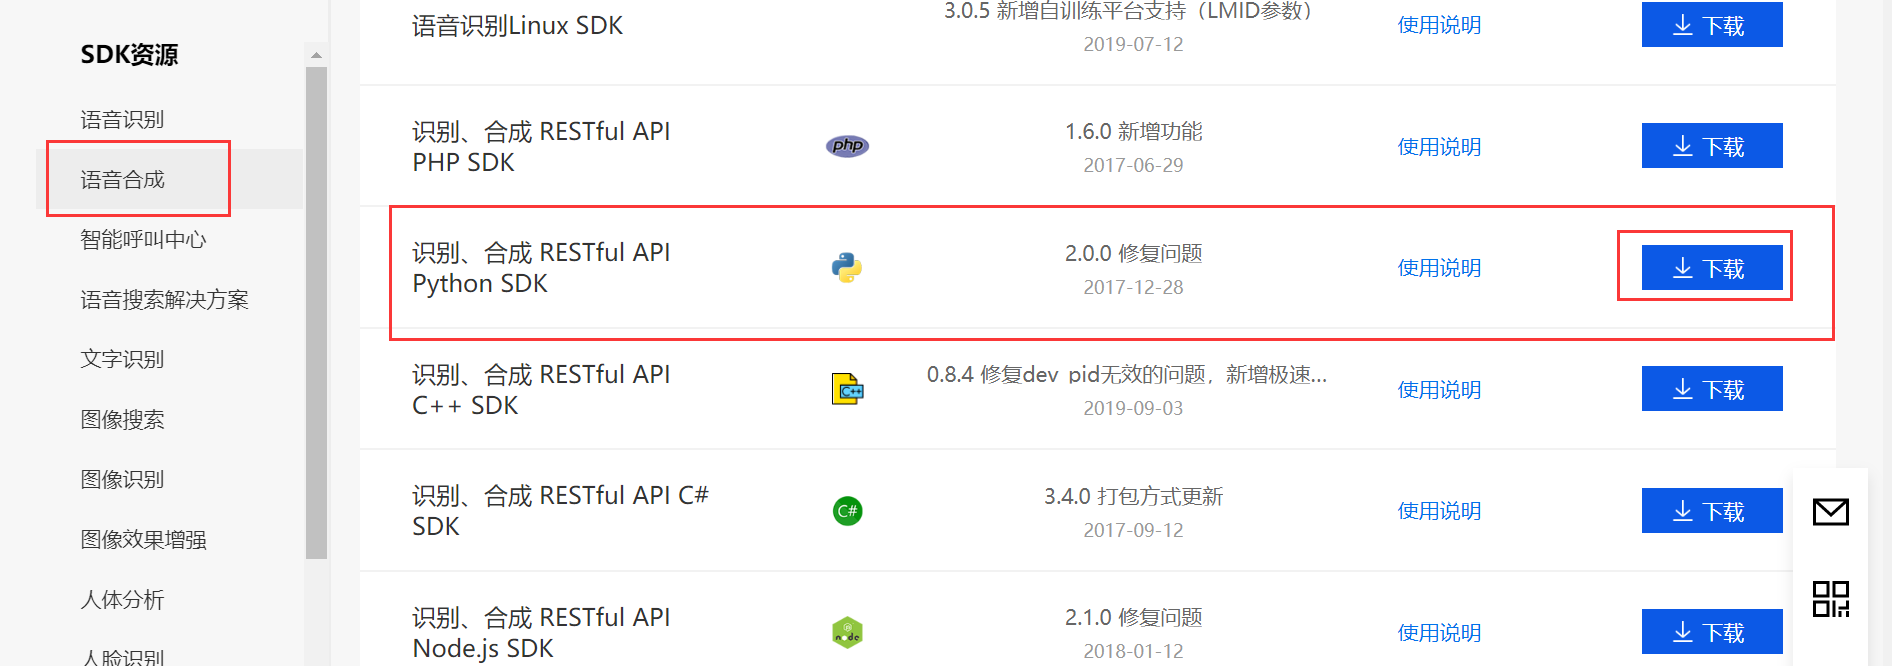 SDK资源
语音识别
语音合成
智能呼叫中心
语音搜索解决方案
文字识别
图像搜索
图像识别
图像效果增强
人体分析
人脸识别
语音识别Linux SDK
3.0.5 新增自训练平台支持（LMID参数）
2019-07-12
使用说明
下载
识别、合成 RESTful API
PHP SDK
php
1.6.0 新增功能
2017-06-29
使用说明
下载
识别、合成 RESTful API
Python SDK
2.0.0 修复问题
2017-12-28
使用说明
下载
识别、合成 RESTful API
C++ SDK
C++
0.8.4 修复dev_pid无效的问题，新增极速...
2019-09-03
使用说明
下载
识别、合成 RESTful API C#
SDK
C#
3.4.0 打包方式更新
2017-09-12
使用说明
下载
识别、合成 RESTful API
Node.js SDK
node
2.1.0 修复问题
2018-01-12
使用说明
下载